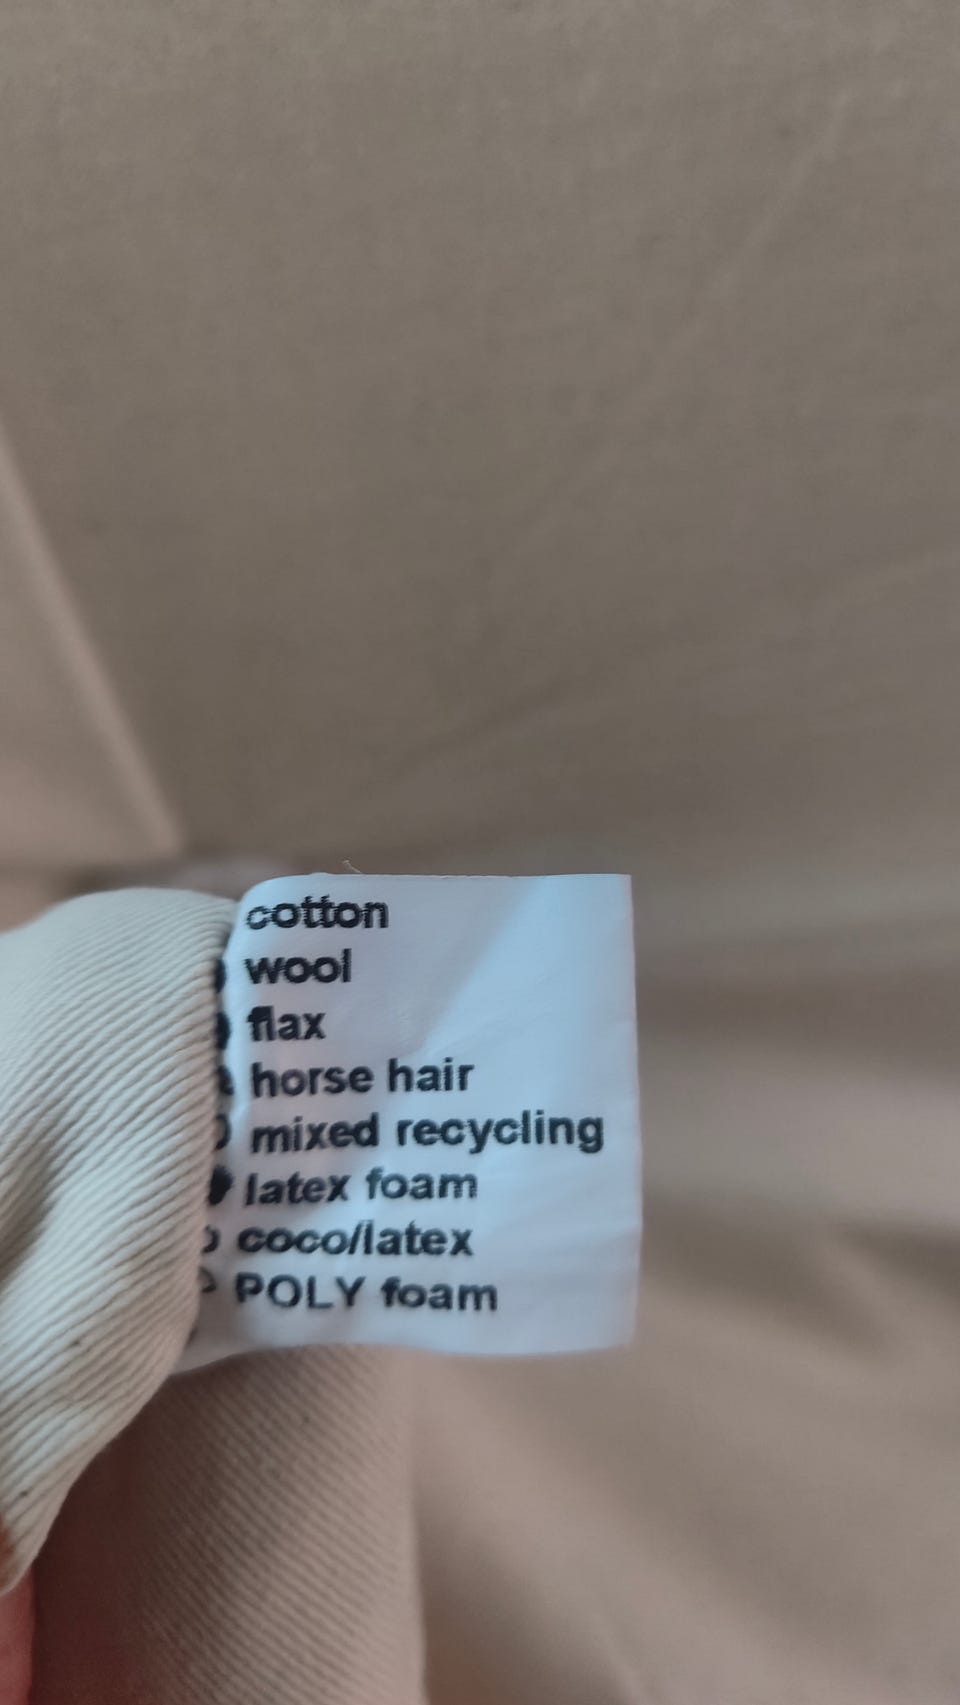 cotton
wool
flax
horse hair
mixed recycling
latex foam
coco/latex
POLY foam